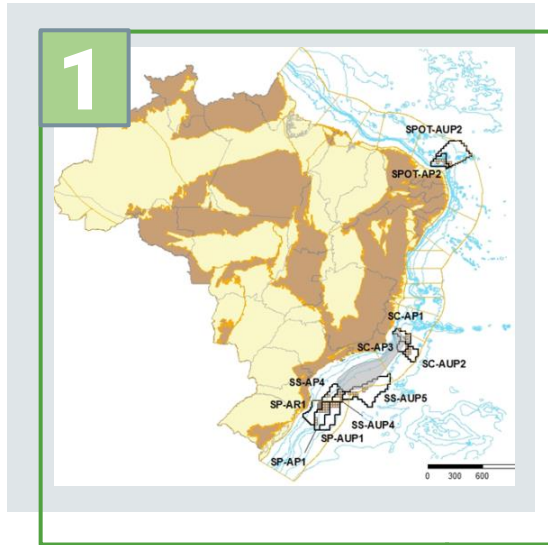 1
SPOT-AUP2
SPOT-AP2
SC-AP1
SC-AP3
SC-AUP2
SS-AP4
SS-AUP5
SP-AR1
SS-AUP4
SP-AUP1
SP-AP1
0 300 600